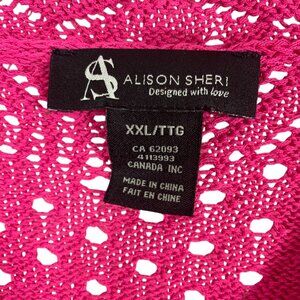 AS ALISON SHERI
Designed with love
XXL/TTG
CA 62093
4113993
CANADA INC
MADE IN CHINA
FAIT EN CHINE